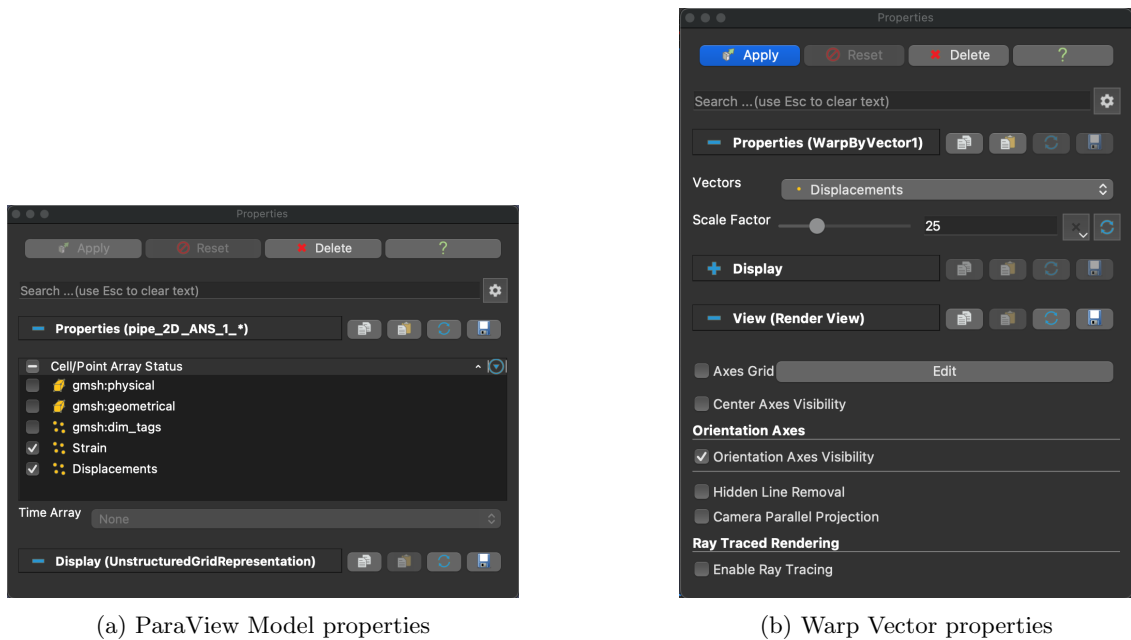 Properties
Apply
Reset
Delete
?
Search ...(use Esc to clear text)
Properties (pipe_2D_ANS_1_*)
Cell/Point Array Status
gmsh:physical
gmsh:geometrical
gmsh:dim_tags
Strain
Displacements
Time Array
None
Display (UnstructuredGridRepresentation)
(a) ParaView Model properties
Properties
Apply
Reset
Delete
?
Search ...(use Esc to clear text)
Properties (WarpByVector1)
Vectors
Displacements
Scale Factor
25
Display
View (Render View)
Axes Grid
Edit
Center Axes Visibility
Orientation Axes
Orientation Axes Visibility
Hidden Line Removal
Camera Parallel Projection
Ray Traced Rendering
Enable Ray Tracing
(b) Warp Vector properties